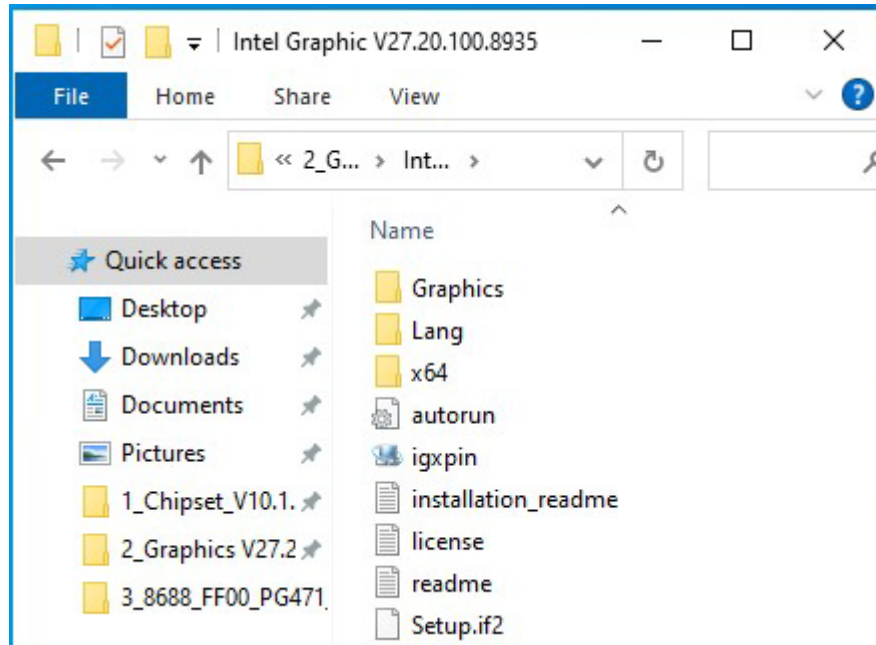 Intel Graphic V27.20.100.8935
File Home Share View
« 2_G... > Int... >
Name
Quick access
Desktop
Downloads
Documents
Pictures
1_Chipset_V10.1.
2_Graphics V27.2
3_8688_FF00_PG471_
Graphics
Lang
x64
autorun
igxpin
installation_readme
license
readme
Setup.if2